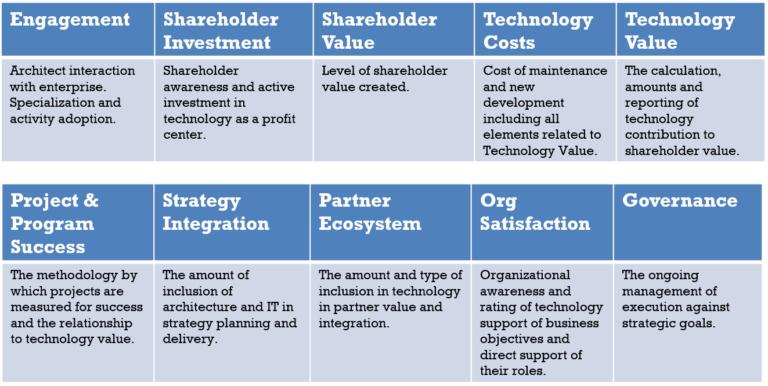 Engagement
Shareholder
Investment
Shareholder
Value
Technology
Costs
Technology
Value
Architect interaction
with enterprise.
Specialization and
activity adoption.
Shareholder
awareness and active
investment in
technology as a profit
center.
Level of shareholder
value created.
Cost of maintenance
and new
development
including all
elements related to
Technology Value.
The calculation,
amounts and
reporting of
technology
contribution to
shareholder value.
Project &
Program
Success
Strategy
Integration
Partner
Ecosystem
Org
Satisfaction
Governance
The methodology by
which projects are
measured for success
and the relationship
to technology value.
The amount of
inclusion of
architecture and IT in
strategy planning and
delivery.
The amount and type of
inclusion in technology
in partner value and
integration.
Organizational
awareness and
rating of technology
support of business
objectives and
direct support of
their roles.
The ongoing
management of
execution against
strategic goals.